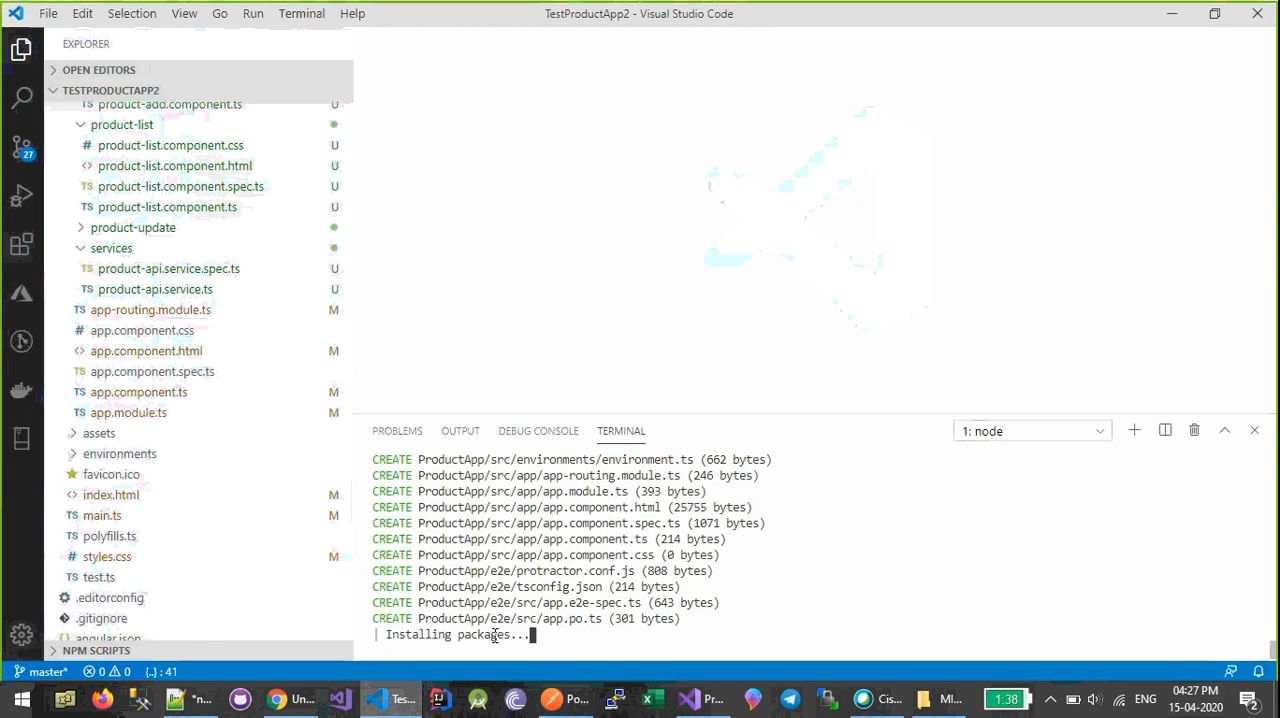 File Edit Selection View Go Run Terminal Help
TestProductApp2 - Visual Studio Code
EXPLORER
OPEN EDITORS
TESTPRODUCTAPP2
product-add.component.ts U
product-list
product-list.component.css U
product-list.component.html U
product-list.component.spec.ts U
product-list.component.ts U
product-update
services
product-api.service.spec.ts U
product-api.service.ts U
app-routing.module.ts M
app.component.css
app.component.html M
app.component.spec.ts
app.component.ts M
app.module.ts M
assets
environments
favicon.ico
index.html M
main.ts M
polyfills.ts
styles.css M
test.ts
.editorconfig
.gitignore
angular.json
NPM SCRIPTS
27
PROBLEMS OUTPUT DEBUG CONSOLE TERMINAL
1: node
CREATE ProductApp/src/environments/environment.ts (662 bytes)
CREATE ProductApp/src/app/app-routing.module.ts (246 bytes)
CREATE ProductApp/src/app/app.module.ts (393 bytes)
CREATE ProductApp/src/app/app.component.html (25755 bytes)
CREATE ProductApp/src/app/app.component.spec.ts (1071 bytes)
CREATE ProductApp/src/app/app.component.ts (214 bytes)
CREATE ProductApp/src/app/app.component.css (0 bytes)
CREATE ProductApp/e2e/protractor.conf.js (808 bytes)
CREATE ProductApp/e2e/tsconfig.json (214 bytes)
CREATE ProductApp/e2e/src/app.e2e-spec.ts (643 bytes)
CREATE ProductApp/e2e/src/app.po.ts (301 bytes)
| Installing packages...
master* 0 0 {..} : 41
*n... Un... Tes... Po... Pr... Cis... MI... 1:38 ENG
04:27 PM
15-04-2020
2